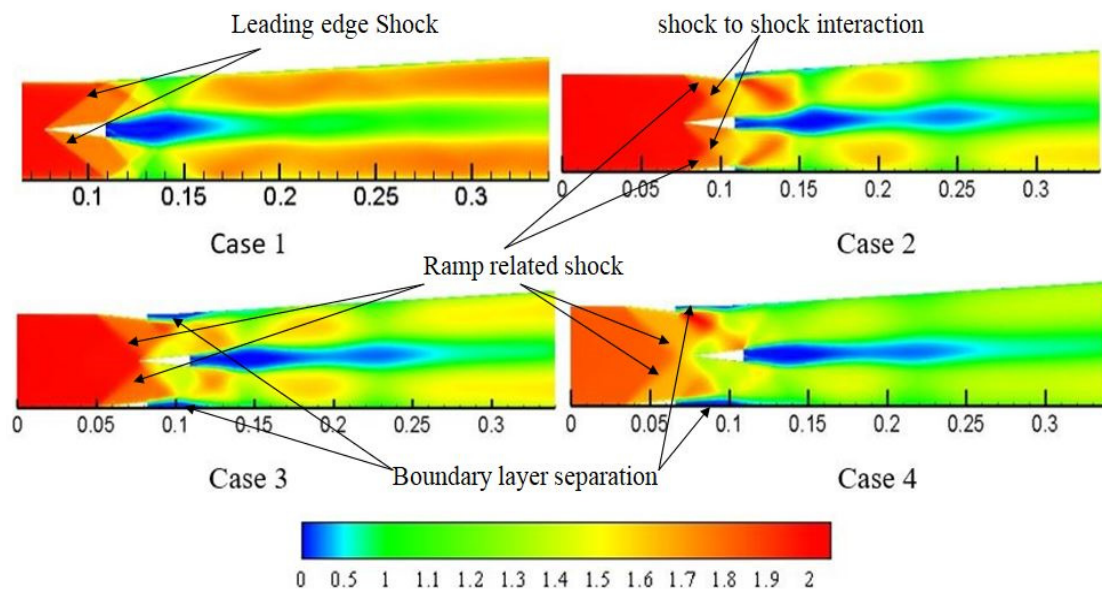 Leading edge Shock
shock to shock interaction
0.1 0.15 0.2 0.25 0.3
0 0.05 0.1 0.15 0.2 0.25 0.3
Case 1
Case 2
Ramp related shock
0 0.05 0.1 0.15 0.2 0.25 0.3
0 0.05 0.1 0.15 0.2 0.25 0.3
Case 3
Boundary layer separation
Case 4
0 0.5 1 1.1 1.2 1.3 1.4 1.5 1.6 1.7 1.8 1.9 2